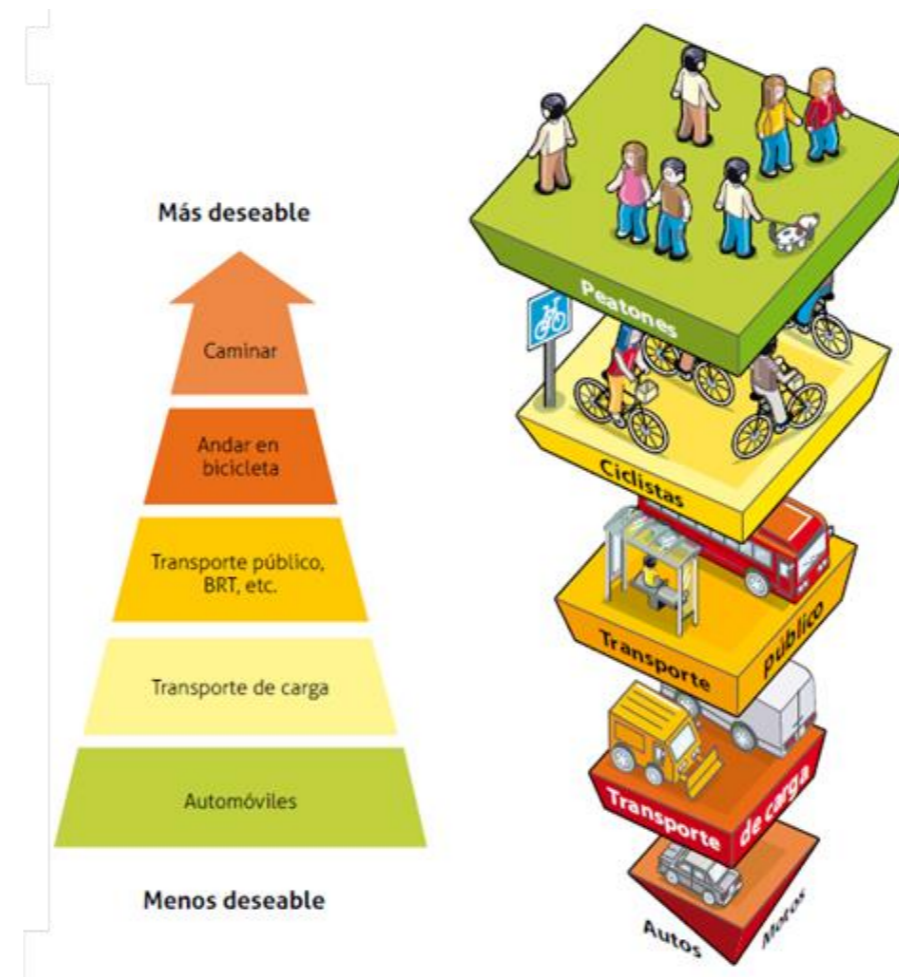 Más deseable
Caminar
Andar en
bicicleta
Transporte público,
BRT, etc.
Transporte de carga
Automóviles
Menos deseable
Peatones
Ciclistas
Transporte público
Transporte de carga
Autos Motos